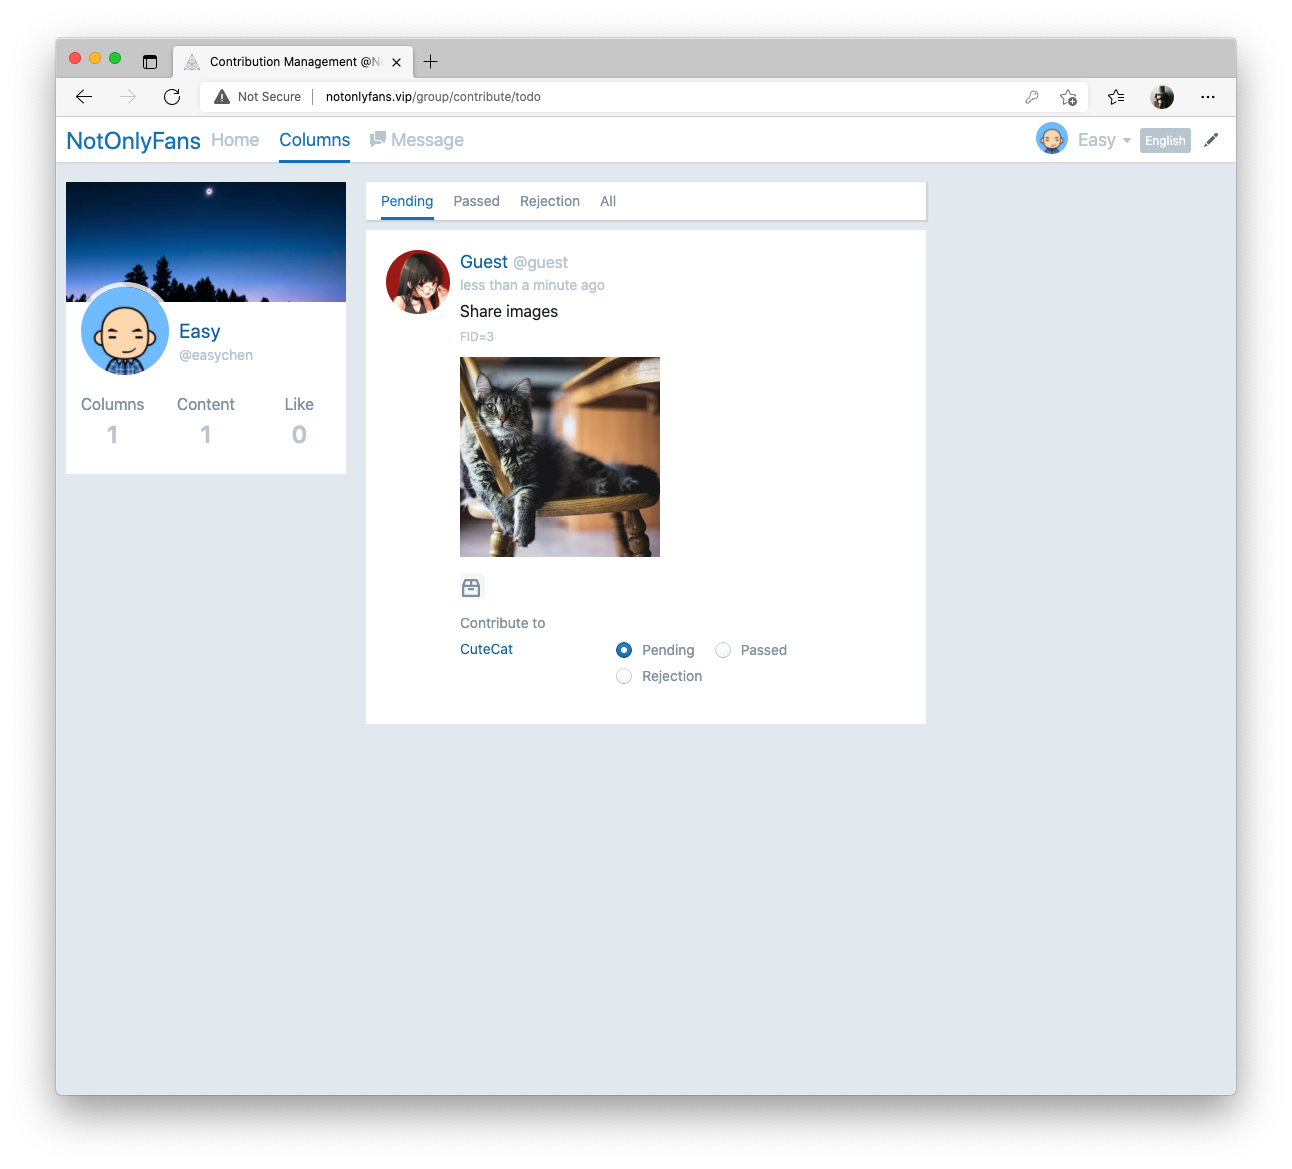 Contribution Management @N
Not Secure
notonlyfans.vip/group/contribute/todo
NotOnlyFans Home Columns Message
Easy English
Easy
@easychen
Columns Content Like
1 1 0
Pending Passed Rejection All
Guest @guest
less than a minute ago
Share images
FID=3
Contribute to
CuteCat
Pending Passed
Rejection